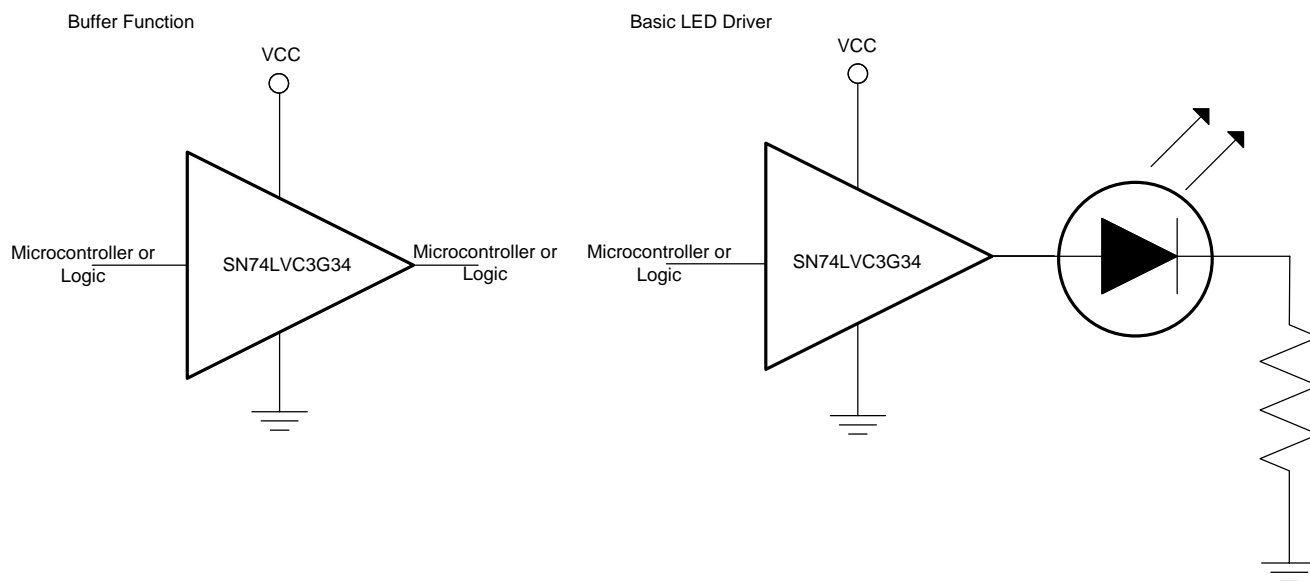 Buffer Function
VCC
Microcontroller or
Logic
SN74LVC3G34
Microcontroller or
Logic
Basic LED Driver
VCC
Microcontroller or
Logic
SN74LVC3G34